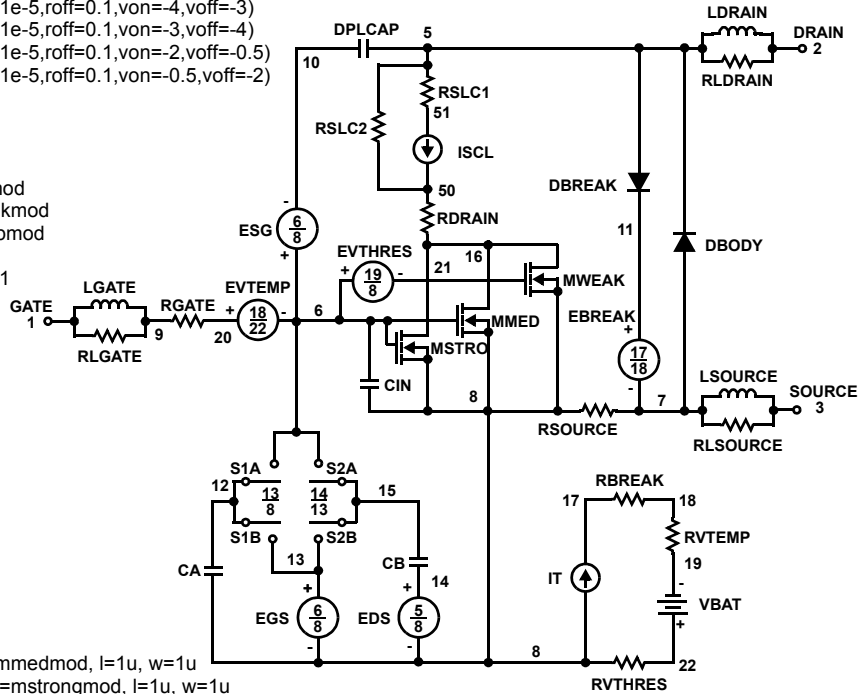 1e-5,roff=0.1,von=-4,voff=-3)
1e-5,roff=0.1,von=-3,voff=-4)
1e-5,roff=0.1,von=-2,voff=-0.5)
1e-5,roff=0.1,von=-0.5,voff=-2)
LDRAIN
DPLCAP
5
DRAIN
2
10
RLDRAIN
RSLC1
51
RSLC2
ISCL
50
DBREAK
RDRAIN
ESG
- 6 8 +
11
DBODY
EVTHRES
+ 19 8 -
16
21
MWEAK
LGATE
GATE
1
RLGATE
9
RGATE
20
EVTEMP
+ 18 22 -
6
MMED
MSTRO
EBREAK
+ 17 18 -
CIN
8
RSOURCE
7
LSOURCE
SOURCE
3
RLSOURCE
S1A
S2A
12
13 8
14 13
15
S1B
S2B
13
CA
CB
14
EGS
+ 6 8 -
EDS
+ 5 8 -
RBREAK
17
18
RVTEMP
19
IT
VBAT
-
+
8
22
RVTHRES
mod
kmod
omod
1
mmedmod, l=1u, w=1u
=mstrongmod, l=1u, w=1u